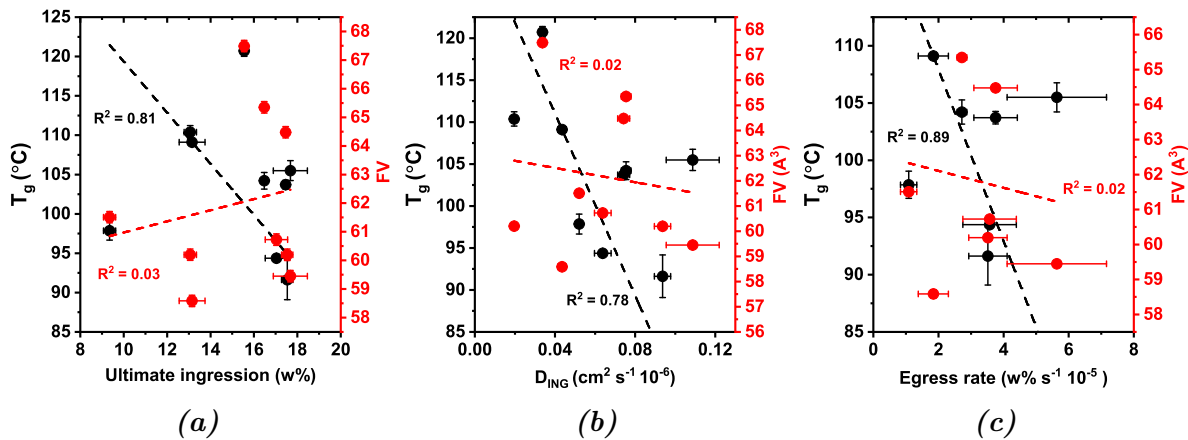 125
120
115
110
105
100
95
90
85
T_g (°C)
R² = 0.81
R² = 0.03
68
67
66
65
64
63
62
61
60
59
58
FV
8 10 12 14 16 18 20
Ultimate ingression (w%)
(a)
120
115
110
105
100
95
90
85
T_g (°C)
R² = 0.02
R² = 0.78
68
67
66
65
64
63
62
61
60
59
58
57
56
FV (A³)
0.00 0.04 0.08 0.12
D_ING (cm² s⁻¹ 10⁻⁶)
(b)
110
105
100
95
90
85
T_g (°C)
R² = 0.89
R² = 0.02
66
65
64
63
62
61
60
59
58
FV (A³)
0 2 4 6 8
Egress rate (w% s⁻¹ 10⁻⁵)
(c)